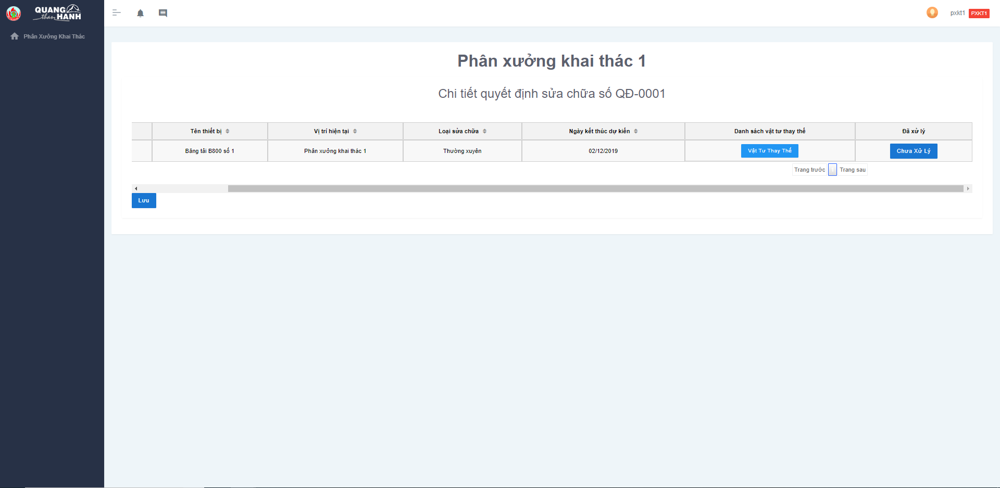 QUANG
than HANH
Phân Xưởng Khai Thác
pxkt1 PXKT1
Phân xưởng khai thác 1
Chi tiết quyết định sửa chữa số QĐ-0001
Tên thiết bị Vị trí hiện tại Loại sửa chữa Ngày kết thúc dự kiến Danh sách vật tư thay thế Đã xử lý
Băng tải B800 số 1 Phân xưởng khai thác 1 Thường xuyên 02/12/2019 Vật Tư Thay Thế Chưa Xử Lý
Trang trước 1 Trang sau
Lưu